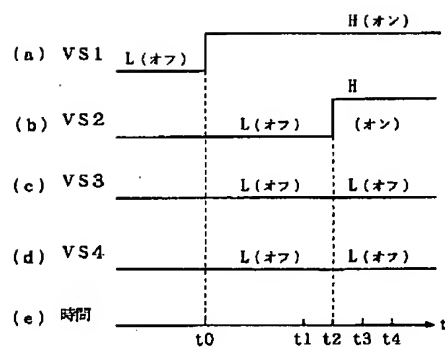 H(オン)
(a) VS1 L(オフ)
H
(b) VS2 L(オフ) (オン)
(c) VS3 L(オフ) L(オフ)
(d) VS4 L(オフ) L(オフ)
(e) 時間 t
t0 t1 t2 t3 t4